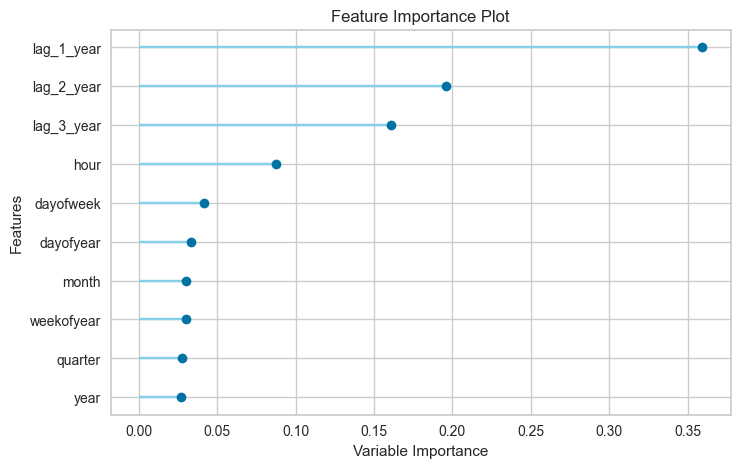 Feature Importance Plot
lag_1_year
lag_2_year
lag_3_year
hour
dayofweek
dayofyear
month
weekofyear
quarter
year
Features
0.00 0.05 0.10 0.15 0.20 0.25 0.30 0.35
Variable Importance